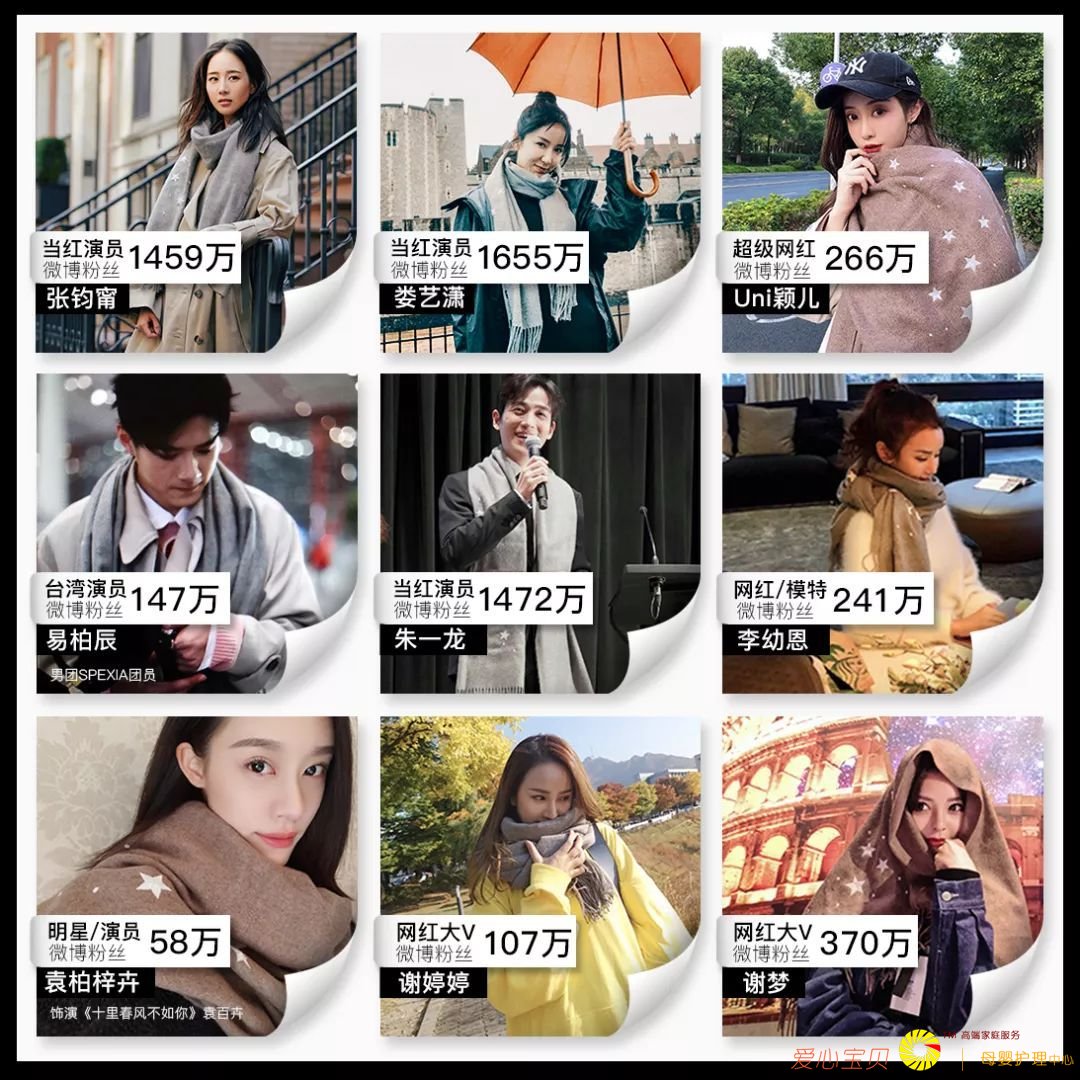 当红演员
微博粉丝
1459万
张钧甯
当红演员
微博粉丝
1655万
娄艺潇
超级网红
微博粉丝
266万
Uni颖儿
台湾演员
微博粉丝
147万
易柏辰
男团SPEXIA团员
当红演员
微博粉丝
1472万
朱一龙
网红/模特
微博粉丝
241万
李幼恩
明星/演员
微博粉丝
58万
袁柏梓卉
饰演《十里春风不如你》袁百卉
网红大V
微博粉丝
107万
谢婷婷
网红大V
微博粉丝
370万
谢梦
高端家庭服务
爱心宝贝
母婴护理中心